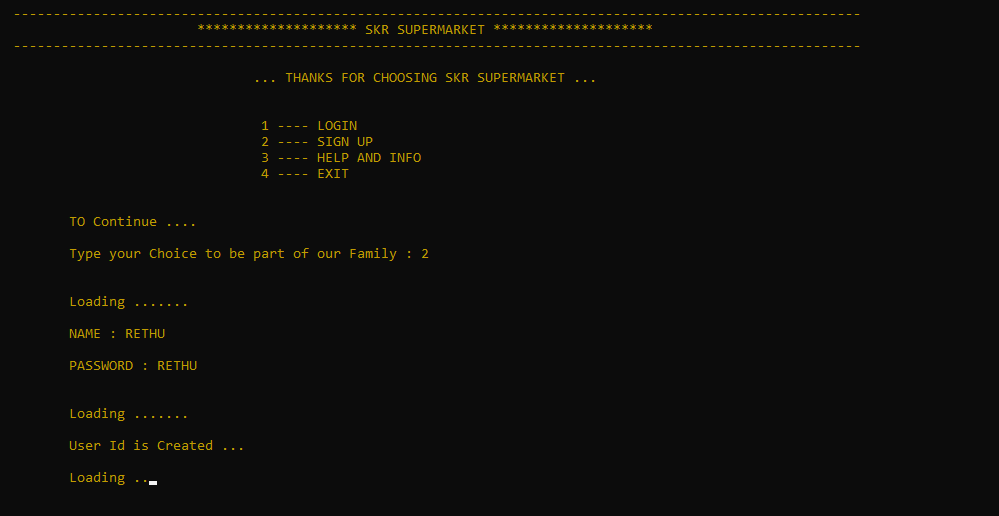 ----------------------------------------------------------------------------------------------------------
******************** SKR SUPERMARKET ********************
----------------------------------------------------------------------------------------------------------
... THANKS FOR CHOOSING SKR SUPERMARKET ...
1 ---- LOGIN
2 ---- SIGN UP
3 ---- HELP AND INFO
4 ---- EXIT
TO Continue ....
Type your Choice to be part of our Family : 2
Loading .......
NAME : RETHU
PASSWORD : RETHU
Loading .......
User Id is Created ...
Loading ..